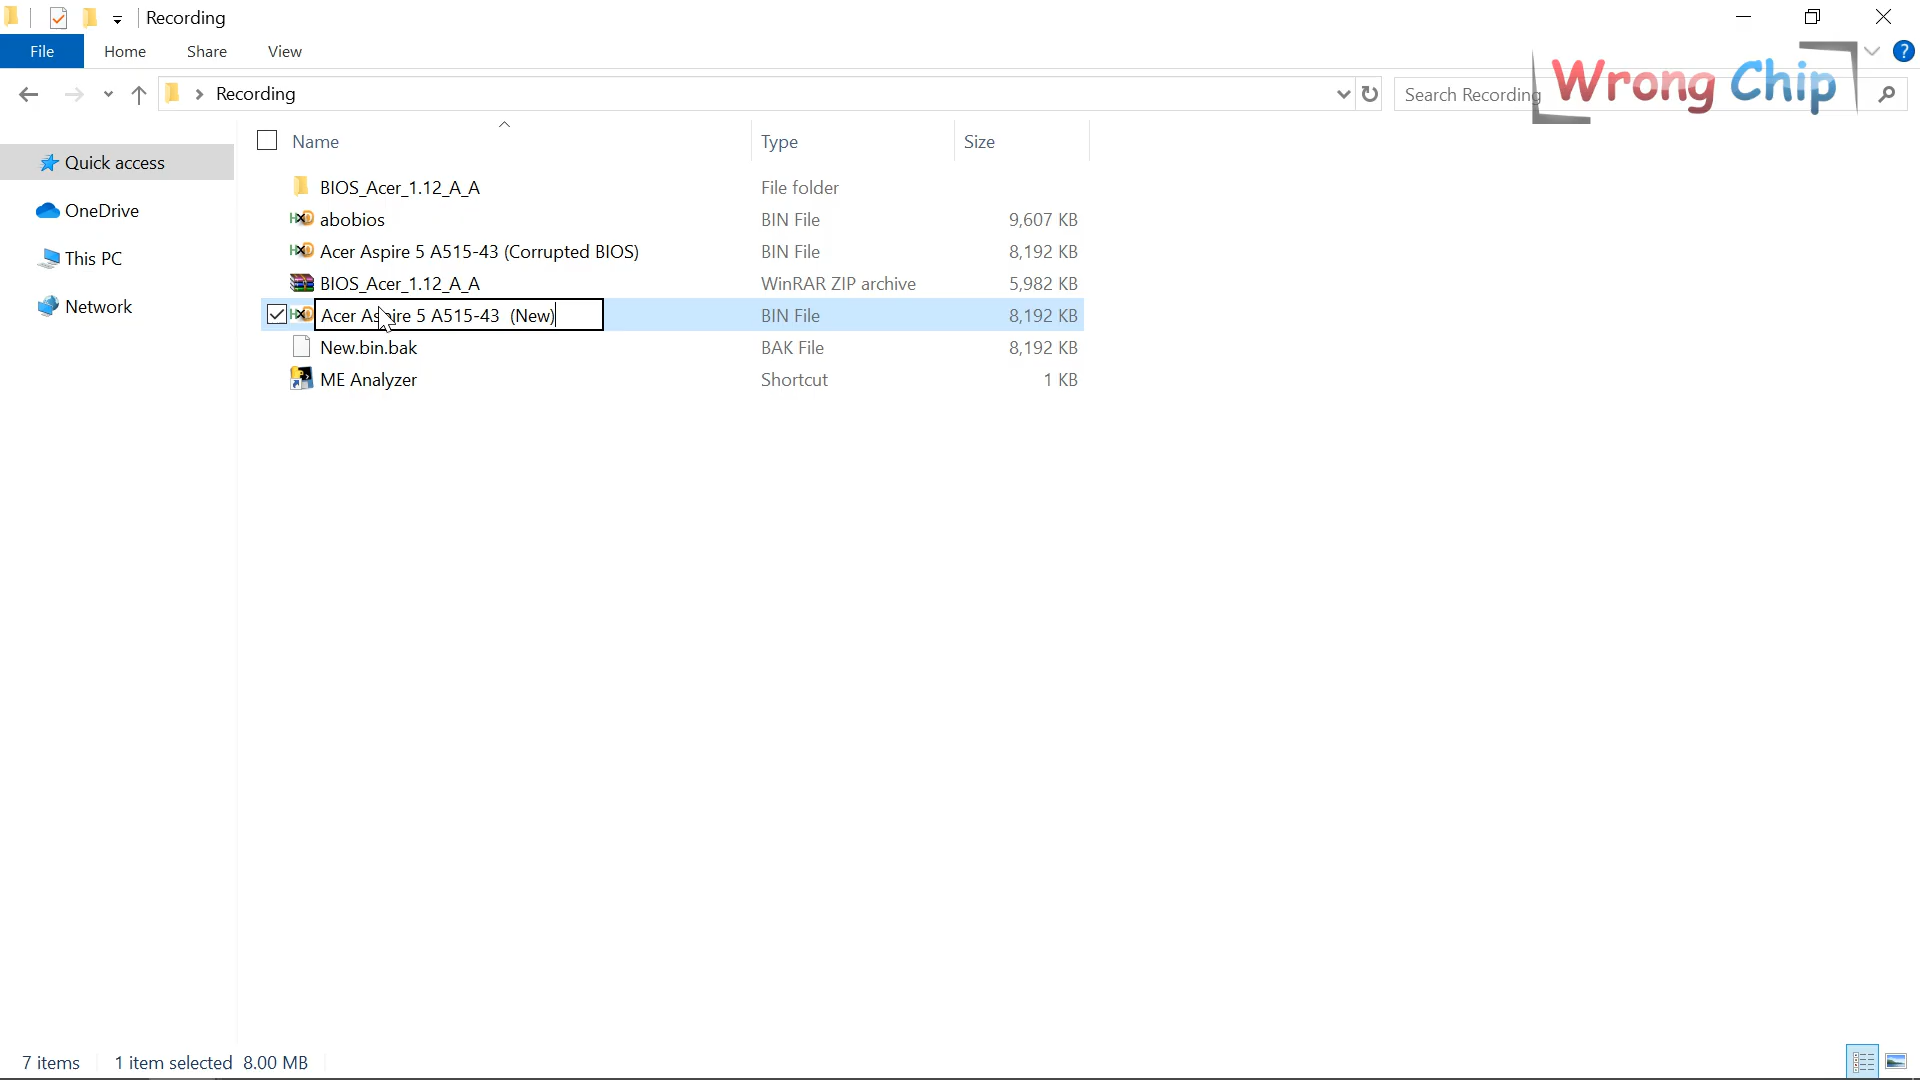 Recording
File Home Share View
Recording
Search Recording
Wrong Chip
Name Type Size
Quick access
OneDrive
This PC
Network
BIOS_Acer_1.12_A_A File folder
abobios BIN File 9,607 KB
Acer Aspire 5 A515-43 (Corrupted BIOS) BIN File 8,192 KB
BIOS_Acer_1.12_A_A WinRAR ZIP archive 5,982 KB
Acer Aspire 5 A515-43 (New) BIN File 8,192 KB
New.bin.bak BAK File 8,192 KB
ME Analyzer Shortcut 1 KB
7 items 1 item selected 8.00 MB